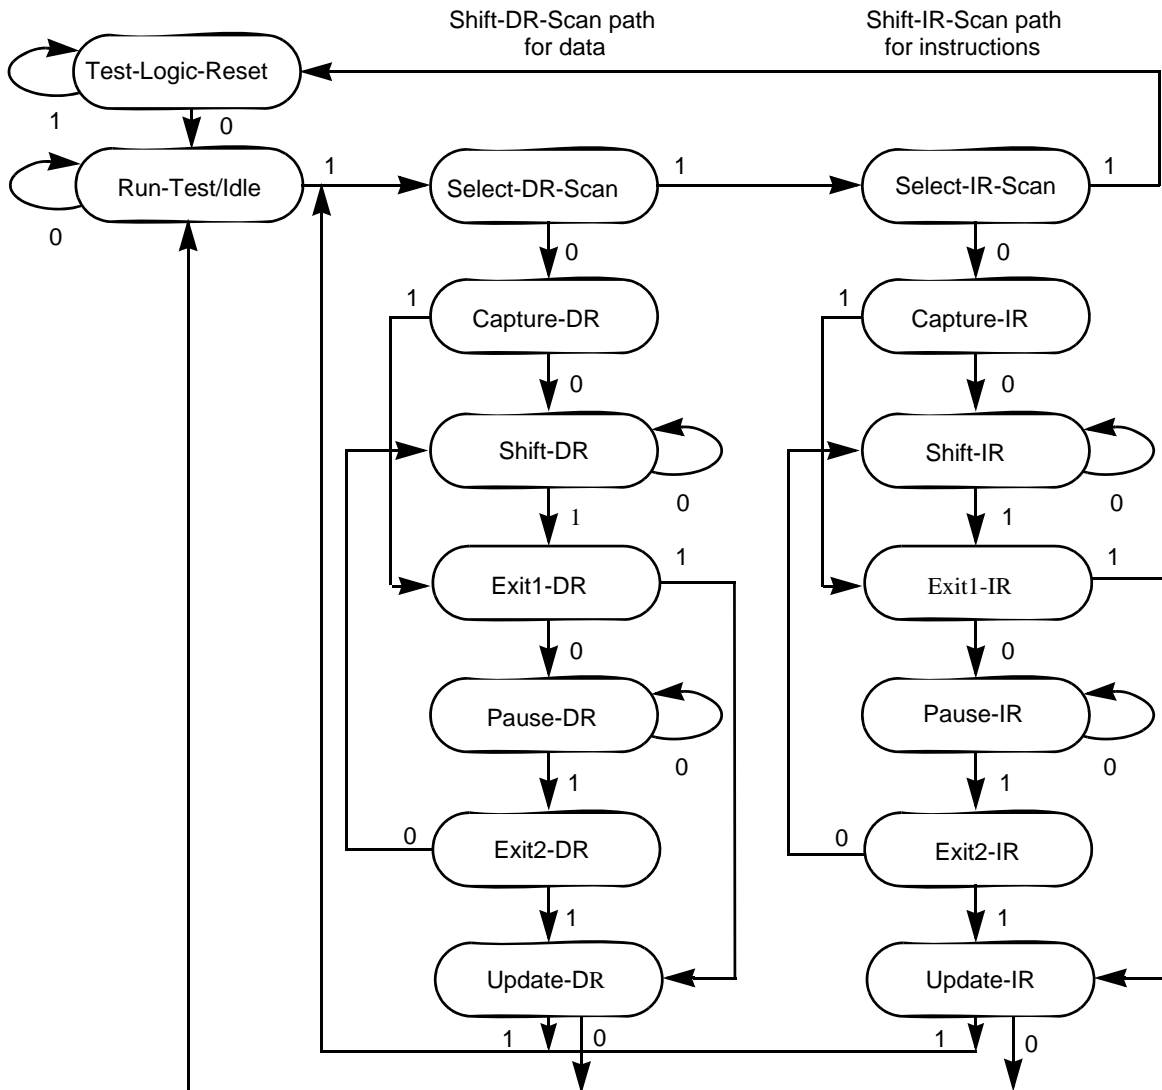 Shift-DR-Scan path
for data
Shift-IR-Scan path
for instructions
Test-Logic-Reset
1
0
Run-Test/Idle
1
Select-DR-Scan
1
Select-IR-Scan
1
0
0
0
1
Capture-DR
1
Capture-IR
0
0
Shift-DR
Shift-IR
0
0
1
1
Exit1-DR
1
Exit1-IR
1
0
0
Pause-DR
Pause-IR
0
0
1
1
0
Exit2-DR
0
Exit2-IR
1
1
Update-DR
Update-IR
1
0
1
0